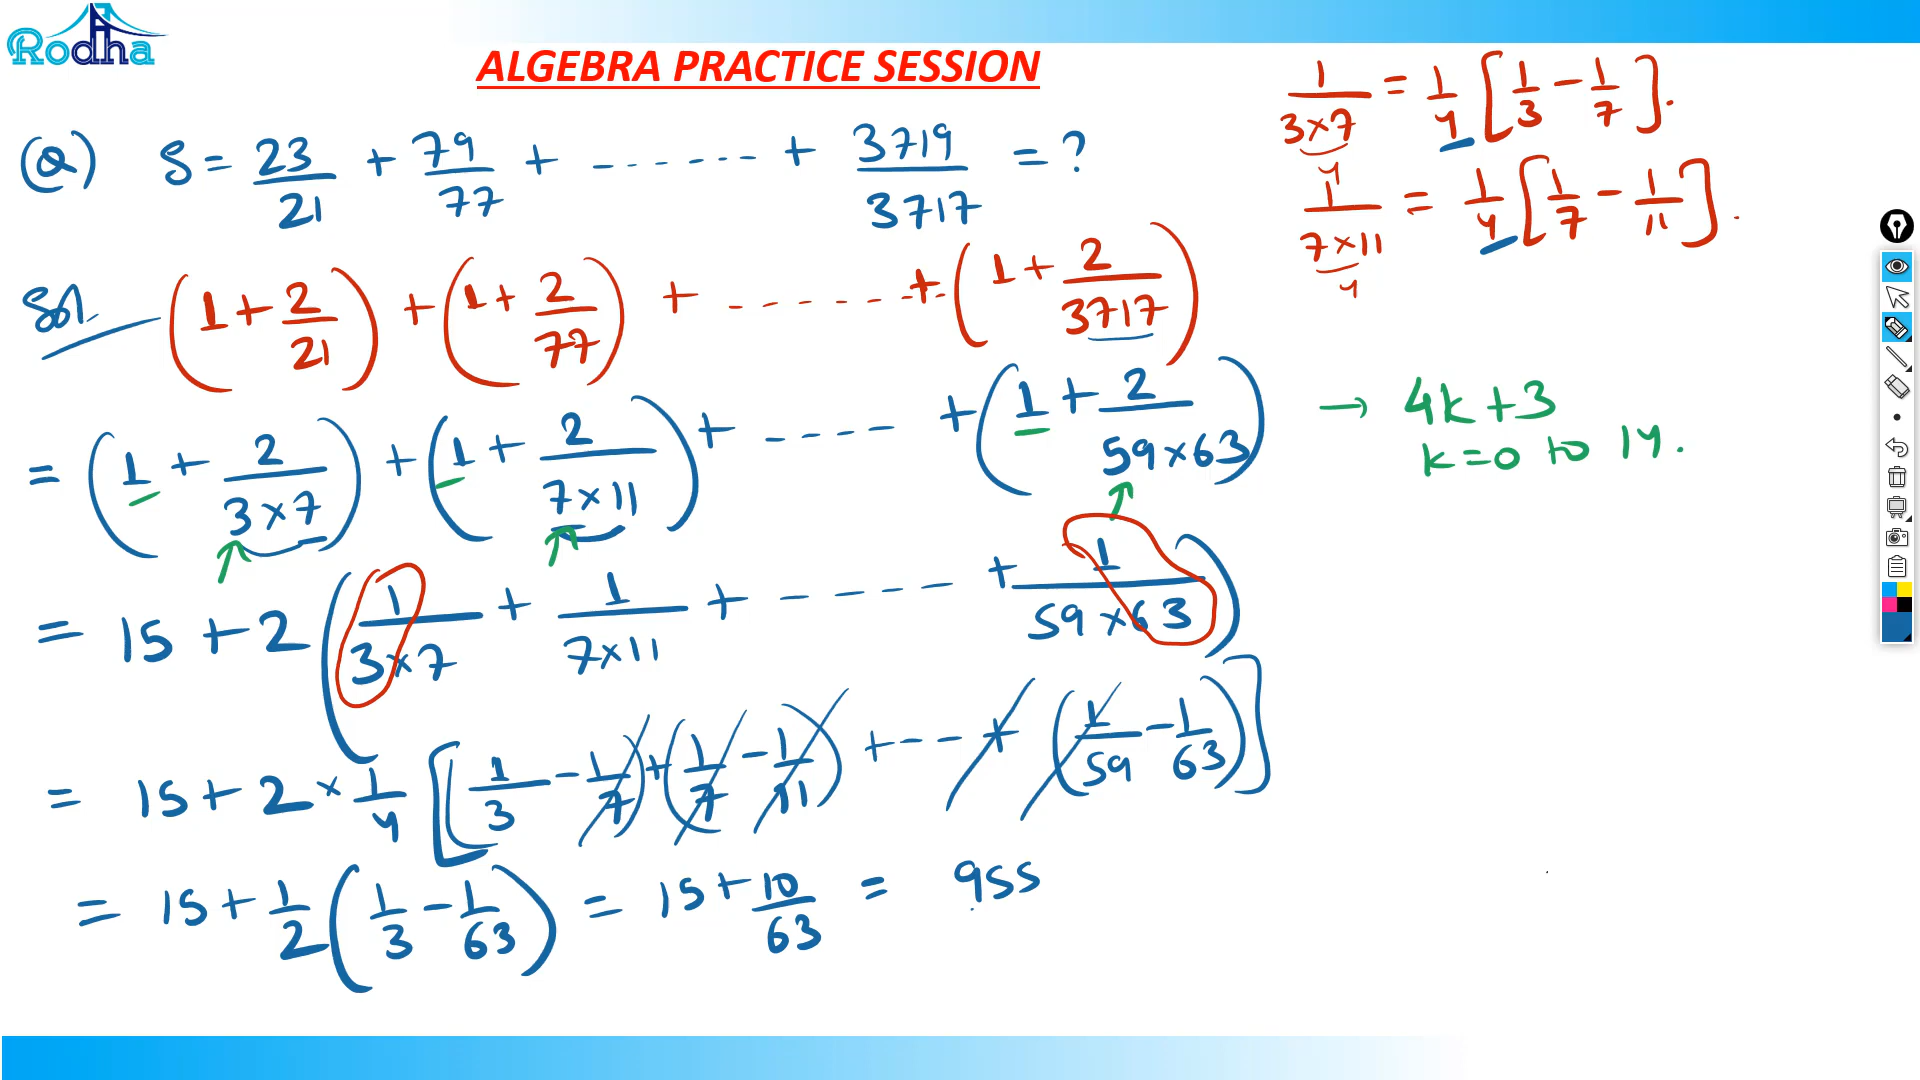 Rodha
ALGEBRA PRACTICE SESSION
(Q) S = 23/21 + 79/77 + ------- + 3719/3717 = ?
Sol. (1 + 2/21) + (1 + 2/77) + ------- + (1 + 2/3717)
= (1 + 2/(3×7)) + (1 + 2/(7×11)) + ---- + (1 + 2/(59×63)) → 4k+3
k=0 to 14.
= 15 + 2 (1/(3×7) + 1/(7×11) + ----- + 1/(59×63))
= 15 + 2 × 1/4 [(1/3 - 1/7) + (1/7 - 1/11) + --- + (1/59 - 1/63)]
= 15 + 1/2 (1/3 - 1/63) = 15 + 10/63 = 955
1/(3×7) = 1/4 [1/3 - 1/7].
4
1/(7×11) = 1/4 [1/7 - 1/11].
4